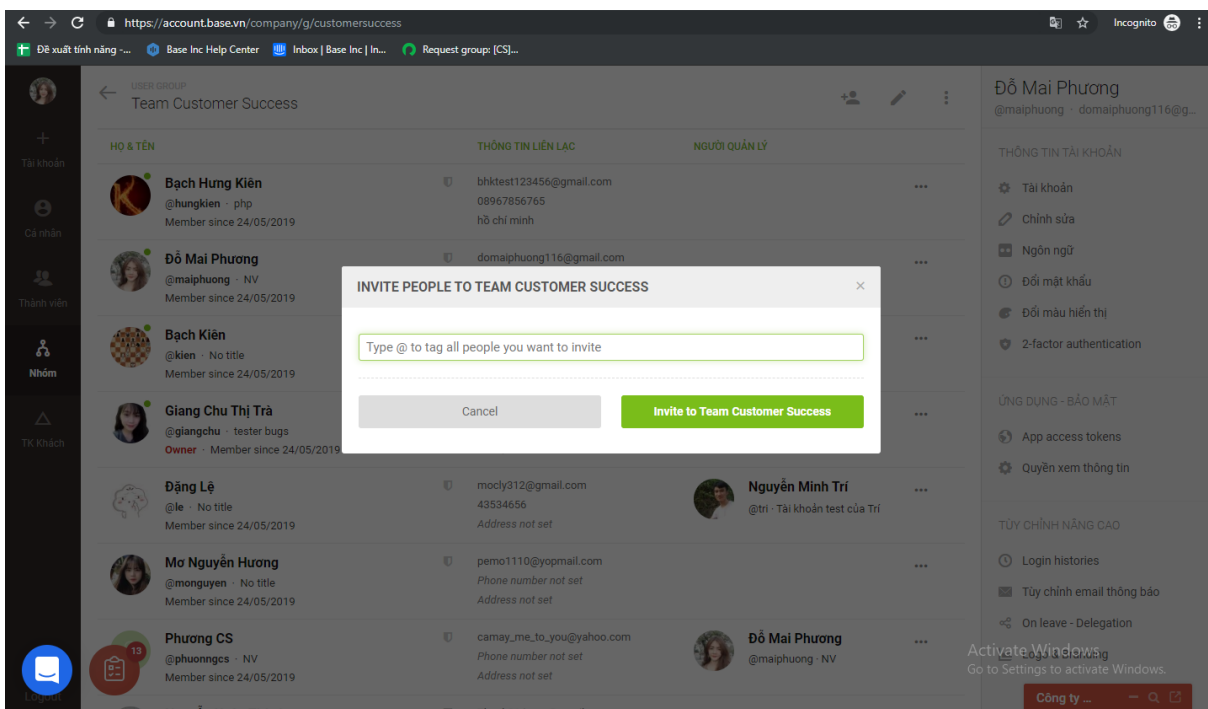 https://account.base.vn/company/g/customersuccess
Incognito
Đề xuất tính năng -...
Base Inc Help Center
Inbox | Base Inc | In...
Request group: [CS]...
USER GROUP
Team Customer Success
Đỗ Mai Phương
@maiphuong · domaiphuong116@g...
Tài khoản
Cá nhân
Thành viên
Nhóm
TK Khách
Logout
HỌ & TÊN
THÔNG TIN LIÊN LẠC
NGƯỜI QUẢN LÝ
Bạch Hưng Kiên
@hungkien · php
Member since 24/05/2019
bhktest123456@gmail.com
08967856765
hồ chí minh
Đỗ Mai Phương
@maiphuong · NV
Member since 24/05/2019
domaiphuong116@gmail.com
Bạch Kiên
@kien · No title
Member since 24/05/2019
Giang Chu Thị Trà
@giangchu · tester bugs
Owner · Member since 24/05/2019
Đặng Lệ
@le · No title
Member since 24/05/2019
mocly312@gmail.com
43534656
Address not set
Nguyễn Minh Trí
@tri · Tài khoản test của Trí
Mơ Nguyễn Hương
@monguyen · No title
Member since 24/05/2019
pemo1110@yopmail.com
Phone number not set
Address not set
Phương CS
@phuonngcs · NV
Member since 24/05/2019
camay_me_to_you@yahoo.com
Phone number not set
Address not set
Đỗ Mai Phương
@maiphuong · NV
13
INVITE PEOPLE TO TEAM CUSTOMER SUCCESS
Type @ to tag all people you want to invite
Cancel
Invite to Team Customer Success
THÔNG TIN TÀI KHOẢN
Tài khoản
Chỉnh sửa
Ngôn ngữ
Đổi mật khẩu
Đổi màu hiển thị
2-factor authentication
ỨNG DỤNG - BẢO MẬT
App access tokens
Quyền xem thông tin
TÙY CHỈNH NÂNG CAO
Login histories
Tùy chỉnh email thông báo
On leave - Delegation
Logo & Branding
Activate Windows
Go to Settings to activate Windows.
Công ty ...